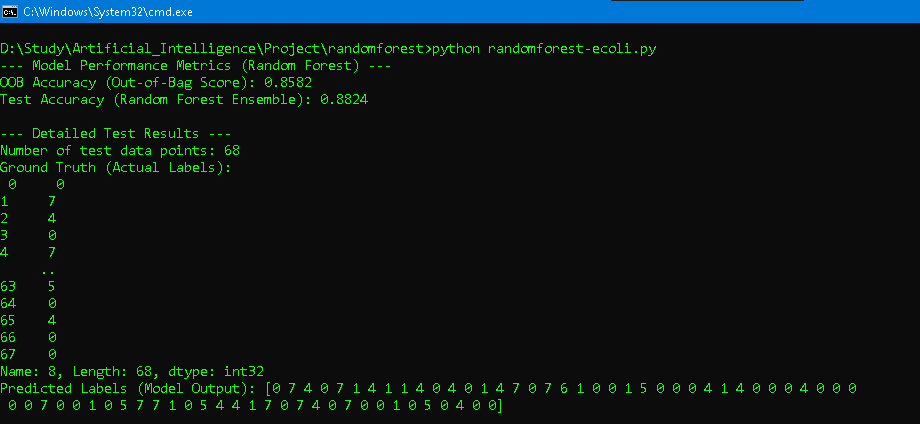 C:\Windows\System32\cmd.exe
D:\Study\Artificial_Intelligence\Project\randomforest>python randomforest-ecoli.py
--- Model Performance Metrics (Random Forest) ---
OOB Accuracy (Out-of-Bag Score): 0.8582
Test Accuracy (Random Forest Ensemble): 0.8824
--- Detailed Test Results ---
Number of test data points: 68
Ground Truth (Actual Labels):
0 0
1 7
2 4
3 0
4 7
..
63 5
64 0
65 4
66 0
67 0
Name: 8, Length: 68, dtype: int32
Predicted Labels (Model Output): [0 7 4 0 7 1 4 1 1 4 0 4 0 1 4 7 0 7 6 1 0 0 1 5 0 0 0 4 1 4 0 0 0 4 0 0 0
0 0 7 0 0 1 0 5 7 7 1 0 5 4 4 1 7 0 7 4 0 7 0 0 1 0 5 0 4 0 0]